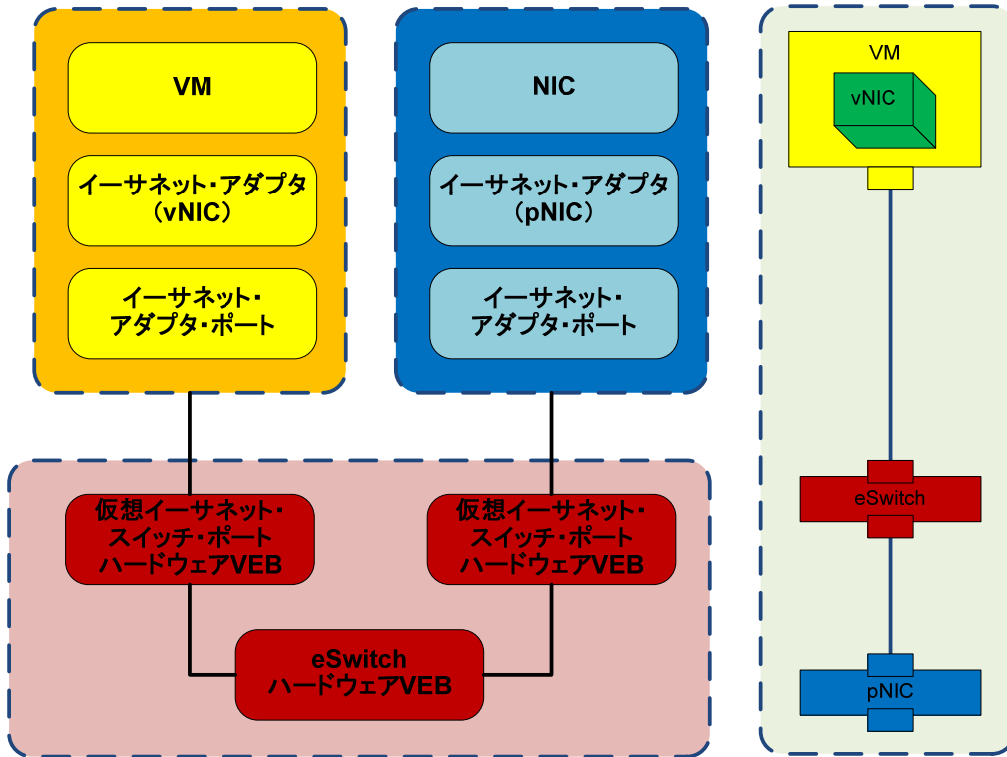 VM
イーサネット・アダプタ
(vNIC)
イーサネット・
アダプタ・ポート
NIC
イーサネット・アダプタ
(pNIC)
イーサネット・
アダプタ・ポート
仮想イーサネット・
スイッチ・ポート
ハードウェアVEB
仮想イーサネット・
スイッチ・ポート
ハードウェアVEB
eSwitch
ハードウェアVEB
VM
vNIC
eSwitch
pNIC